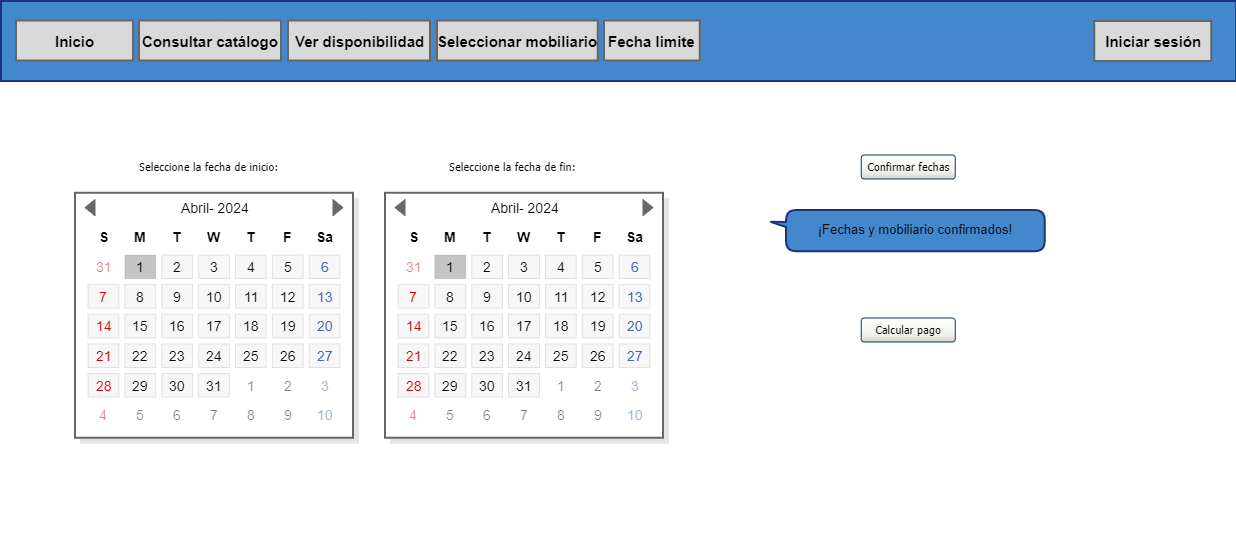 Inicio Consultar catálogo Ver disponibilidad Seleccionar mobiliario Fecha limite Iniciar sesión
Seleccione la fecha de inicio:
Abril- 2024
S M T W T F Sa
31 1 2 3 4 5 6
7 8 9 10 11 12 13
14 15 16 17 18 19 20
21 22 23 24 25 26 27
28 29 30 31 1 2 3
4 5 6 7 8 9 10
Seleccione la fecha de fin:
Abril- 2024
S M T W T F Sa
31 1 2 3 4 5 6
7 8 9 10 11 12 13
14 15 16 17 18 19 20
21 22 23 24 25 26 27
28 29 30 31 1 2 3
4 5 6 7 8 9 10
Confirmar fechas
¡Fechas y mobiliario confirmados!
Calcular pago